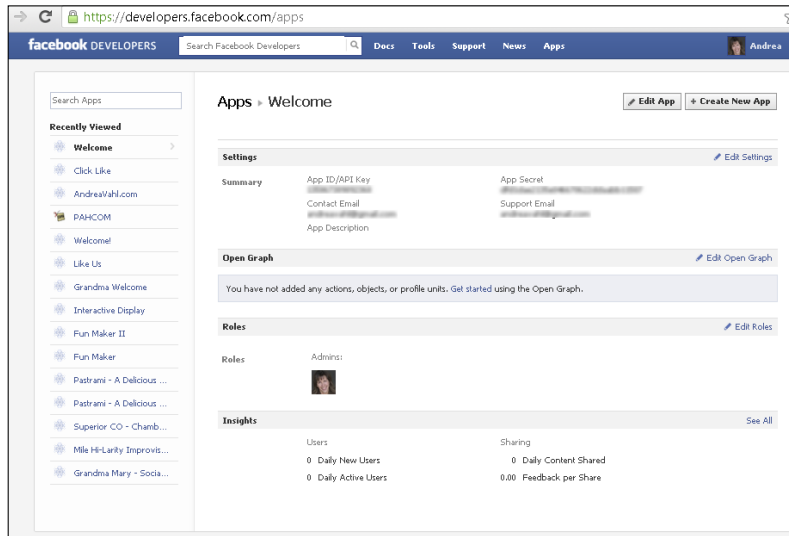 https://developers.facebook.com/apps
facebook DEVELOPERS
Search Facebook Developers
Docs Tools Support News Apps
Andrea
Search Apps
Recently Viewed
Welcome
Click Like
AndreaVahl.com
PAHCOM
Welcome!
Like Us
Grandma Welcome
Interactive Display
Fun Maker II
Fun Maker
Pastrami - A Delicious ...
Pastrami - A Delicious ...
Superior CO - Chamb...
Mile Hi-Larity Improvis...
Grandma Mary - Socia...
Apps ▸ Welcome
Edit App + Create New App
Settings Edit Settings
Summary App ID/API Key App Secret
Contact Email Support Email
App Description
Open Graph Edit Open Graph
You have not added any actions, objects, or profile units. Get started using the Open Graph.
Roles Edit Roles
Roles Admins:
Insights See All
Users Sharing
0 Daily New Users 0 Daily Content Shared
0 Daily Active Users 0.00 Feedback per Share